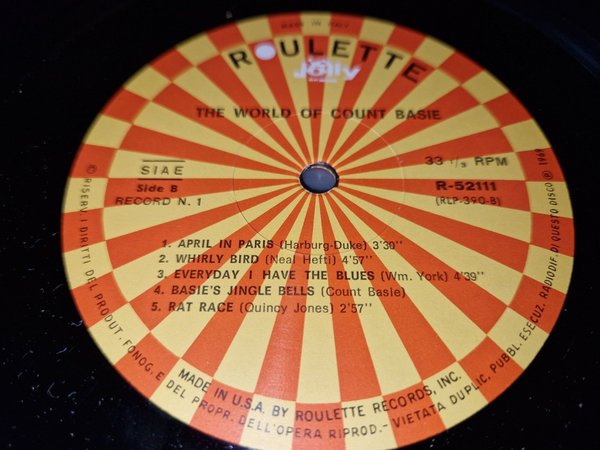 MADE IN ITALY
ROULETTE
Jolly
THE WORLD OF COUNT BASIE
SIAE
Side B
RECORD N. 1
33 1/3 RPM
R-52111
(RLP 390-B)
1. APRIL IN PARIS (Harburg-Duke) 3'30"
2. WHIRLY BIRD (Neal Hefti) 4'57"
3. EVERYDAY I HAVE THE BLUES (Wm. York) 4'39"
4. BASIE'S JINGLE BELLS (Count Basie)
5. RAT RACE (Quincy Jones) 2'57"
MADE IN U.S.A. BY ROULETTE RECORDS, INC.
© RISERV. I DIRITTI DEL PRODUT. FONOG. E DEL PROPR. DELL'OPERA RIPROD.- VIETATA DUPLIC. PUBBL. ESECUZ. RADIODIF. DI QUESTO DISCO ℗